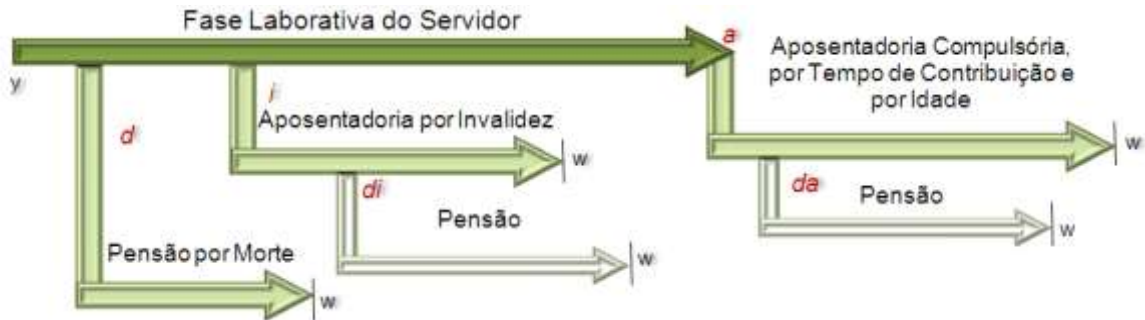 Fase Laborativa do Servidor
a
Aposentadoria Compulsória,
por Tempo de Contribuição e
por Idade
y
i
Aposentadoria por Invalidez
d
w
w
di
da
Pensão
Pensão
w
Pensão por Morte
w
w